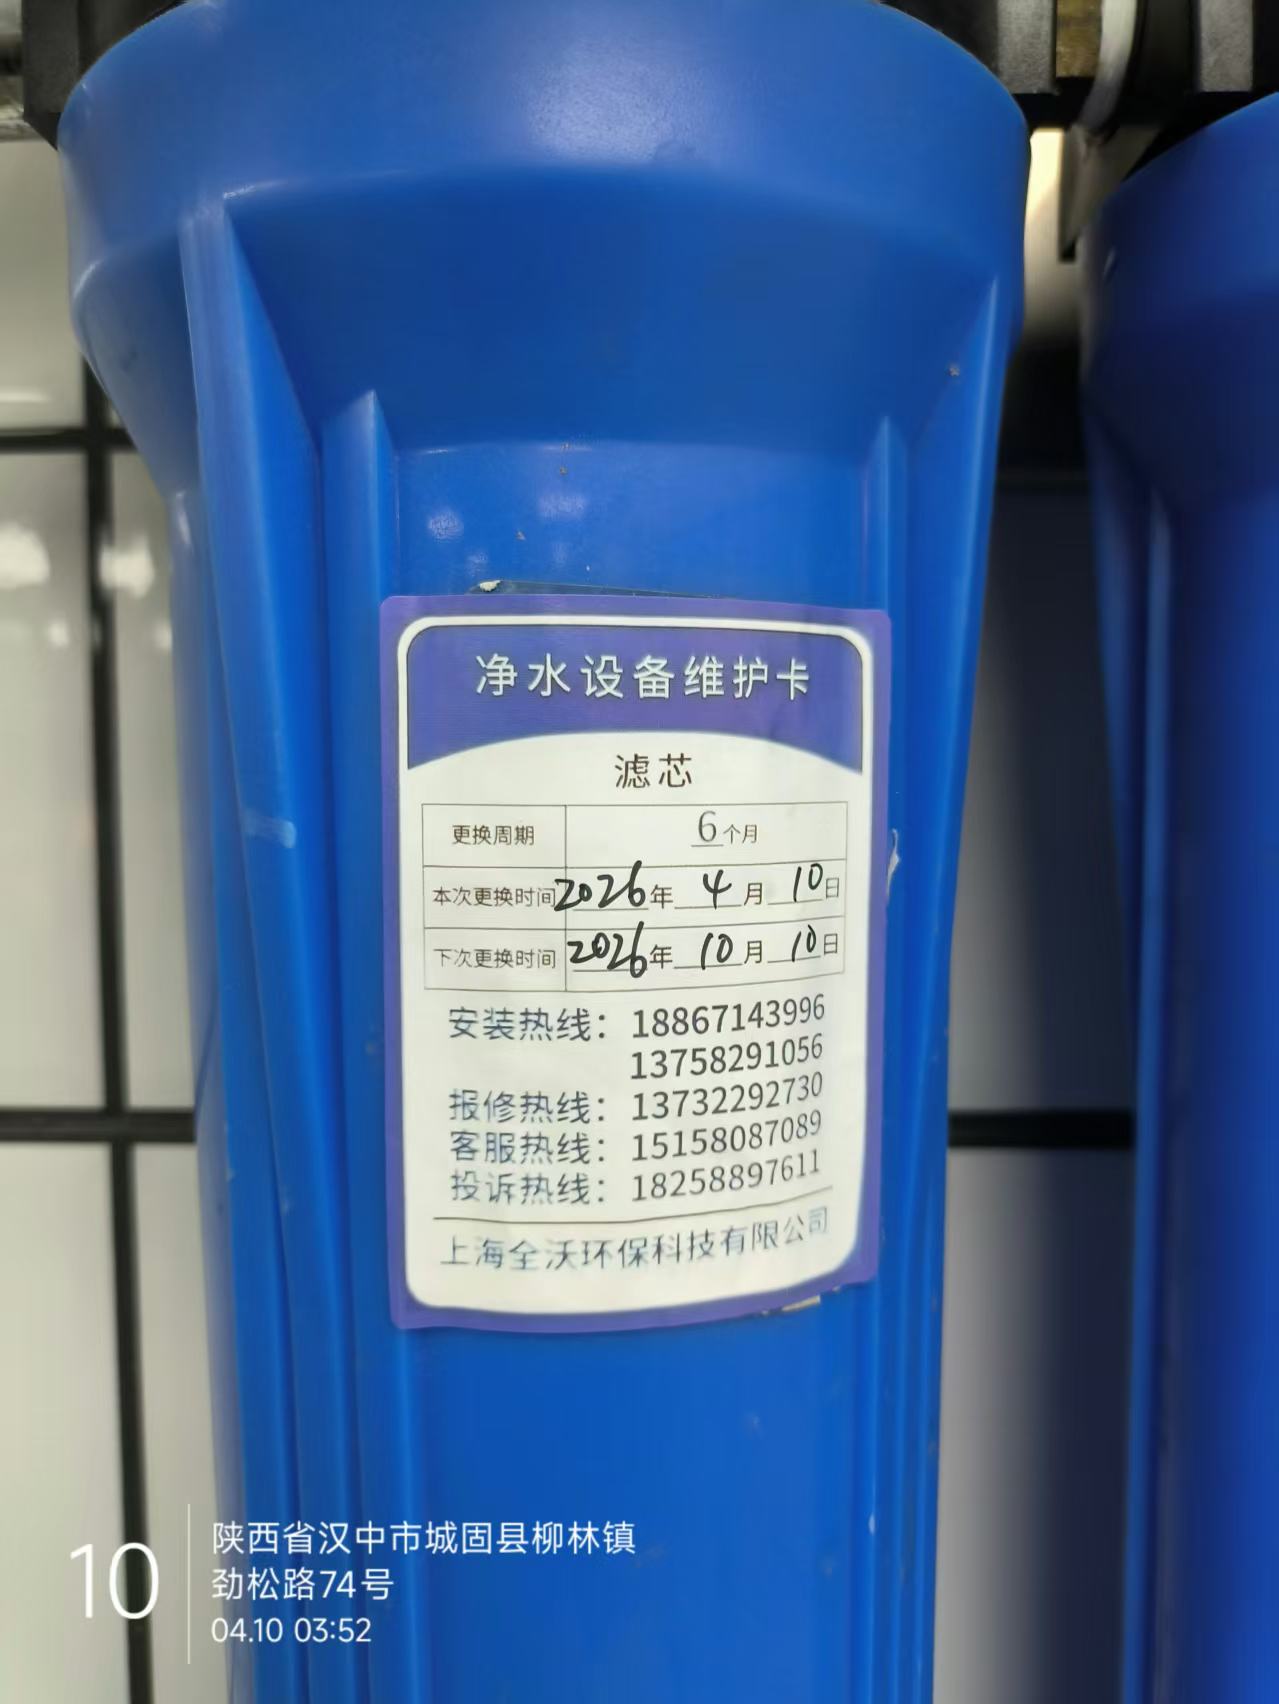 净水设备维护卡
滤芯
更换周期 6个月
本次更换时间 2026年 4月 10日
下次更换时间 2026年 10月 10日
安装热线：18867143996
13758291056
报修热线：13732292730
客服热线：15158087089
投诉热线：18258897611
上海全沃环保科技有限公司
10
陕西省汉中市城固县柳林镇
劲松路74号
04.10 03:52